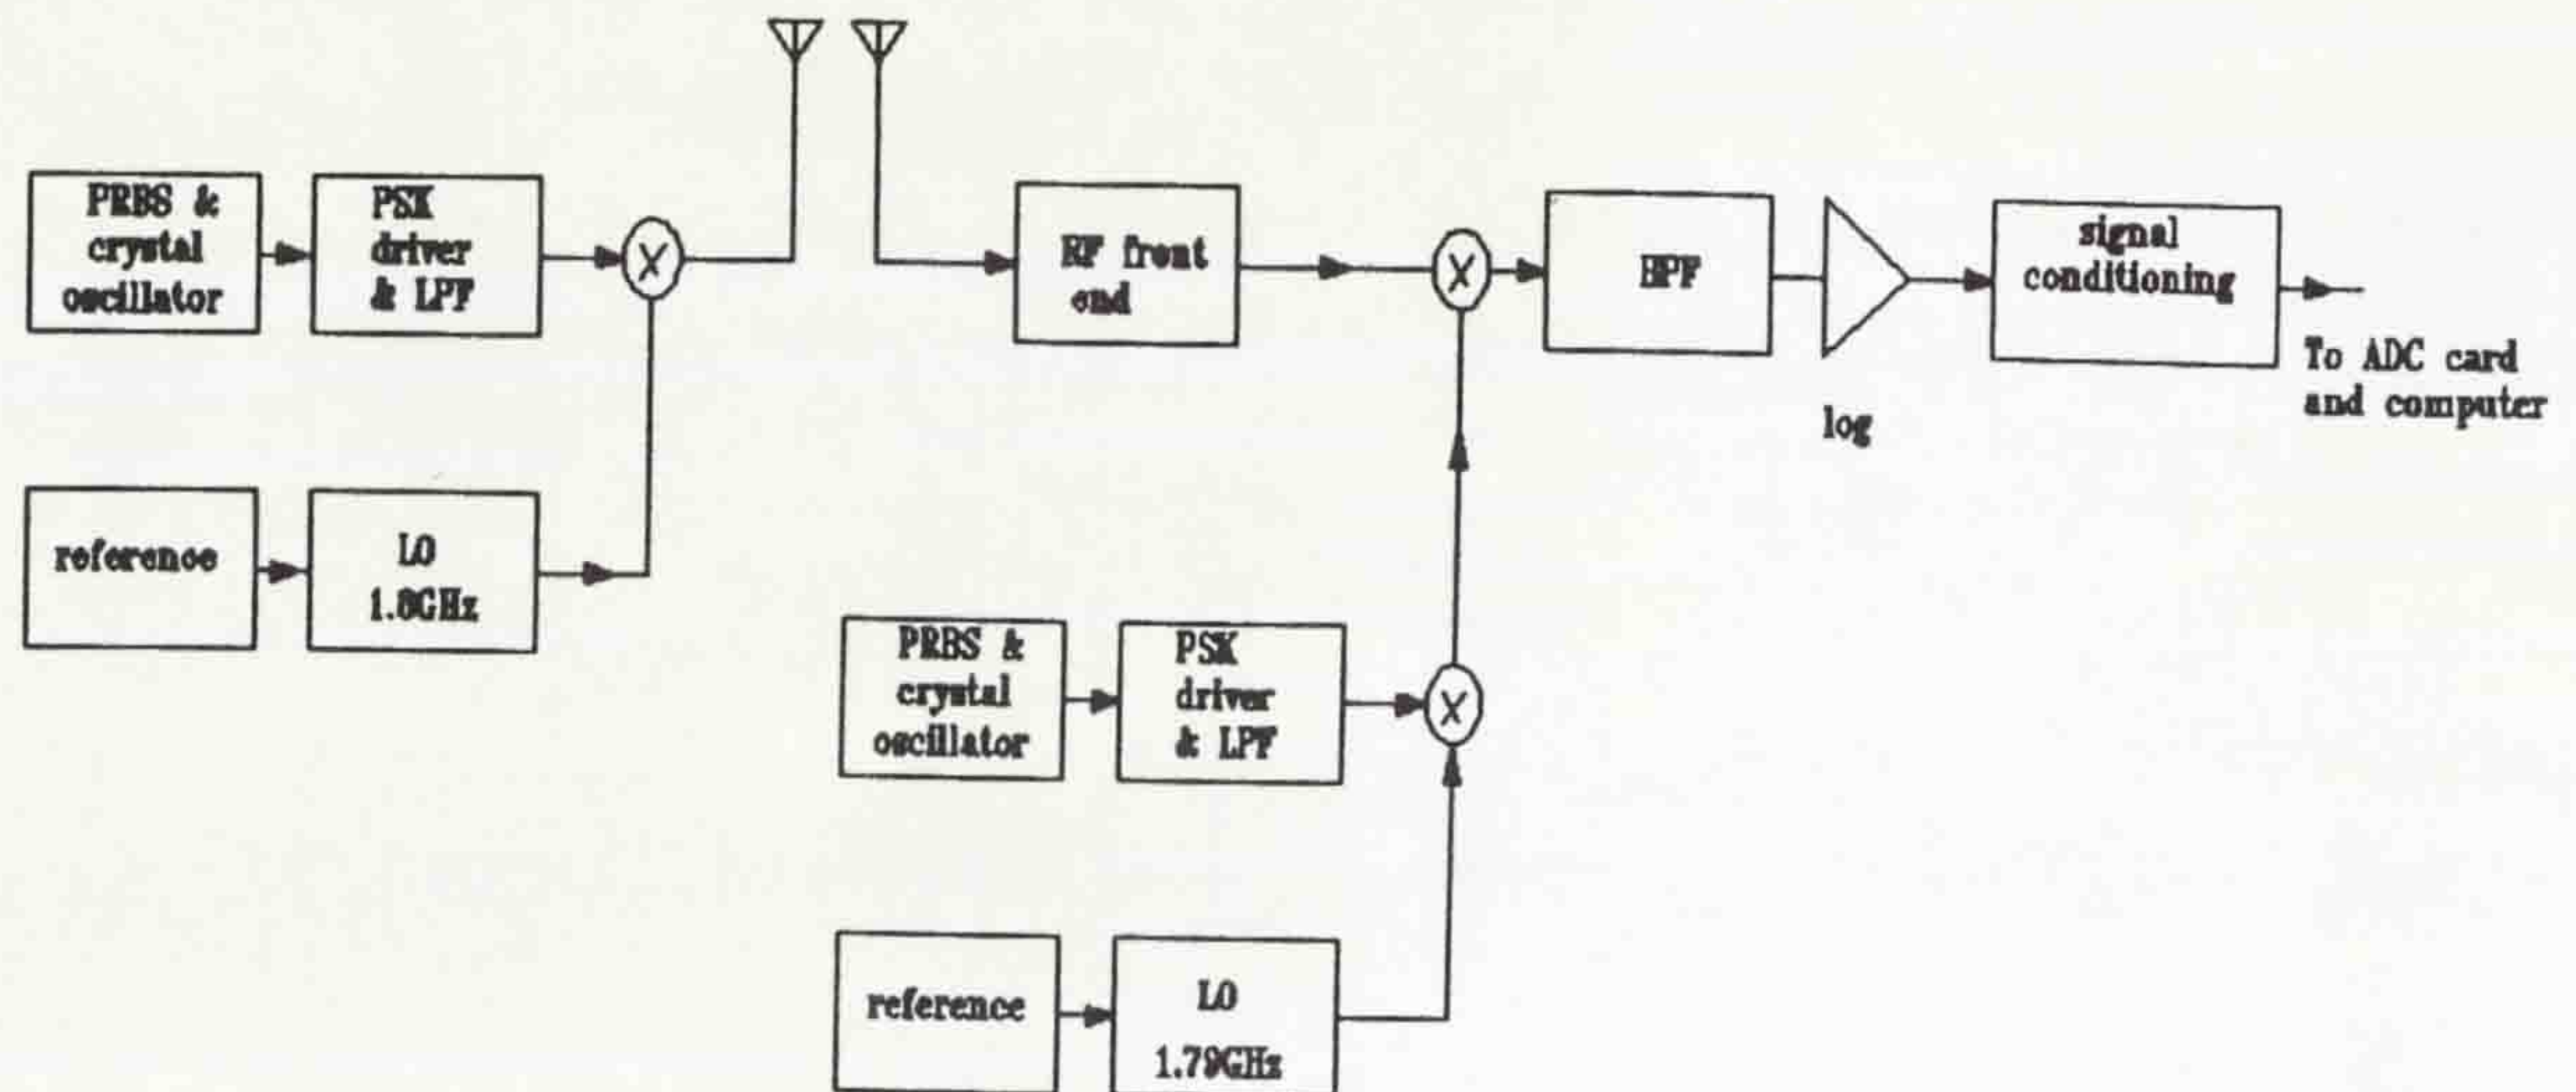 PRBS &
crystal
oscillator
PSK
driver
& LPF
X
RF front
end
X
BPF
signal
conditioning
To ADC card
and computer
log
reference
LO
1.8GHz
PRBS &
crystal
oscillator
PSK
driver
& LPF
X
reference
LO
1.79GHz